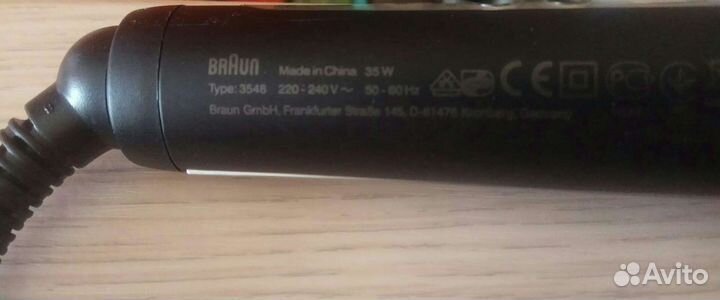 BRAUN Made in China 35 W
Type: 3546 220 - 240 V ~ 50 - 60 Hz
Braun GmbH, Frankfurter Straße 145, D-61476 Kronberg, Germany
Avito